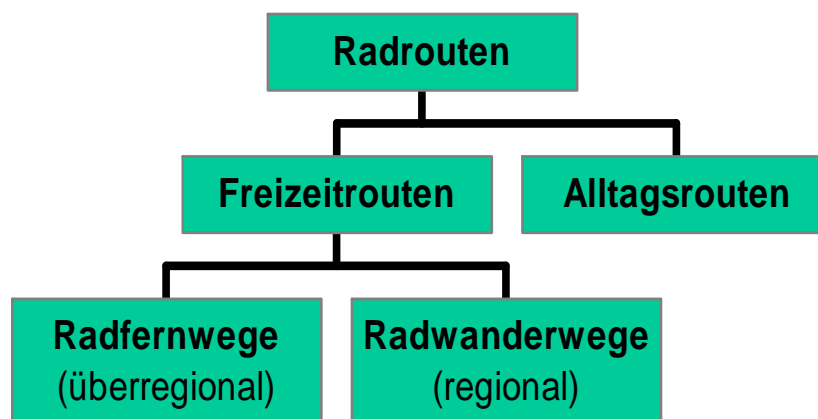 Radrouten
Freizeitrouten
Alltagsrouten
Radfernwege
(überregional)
Radwanderwege
(regional)